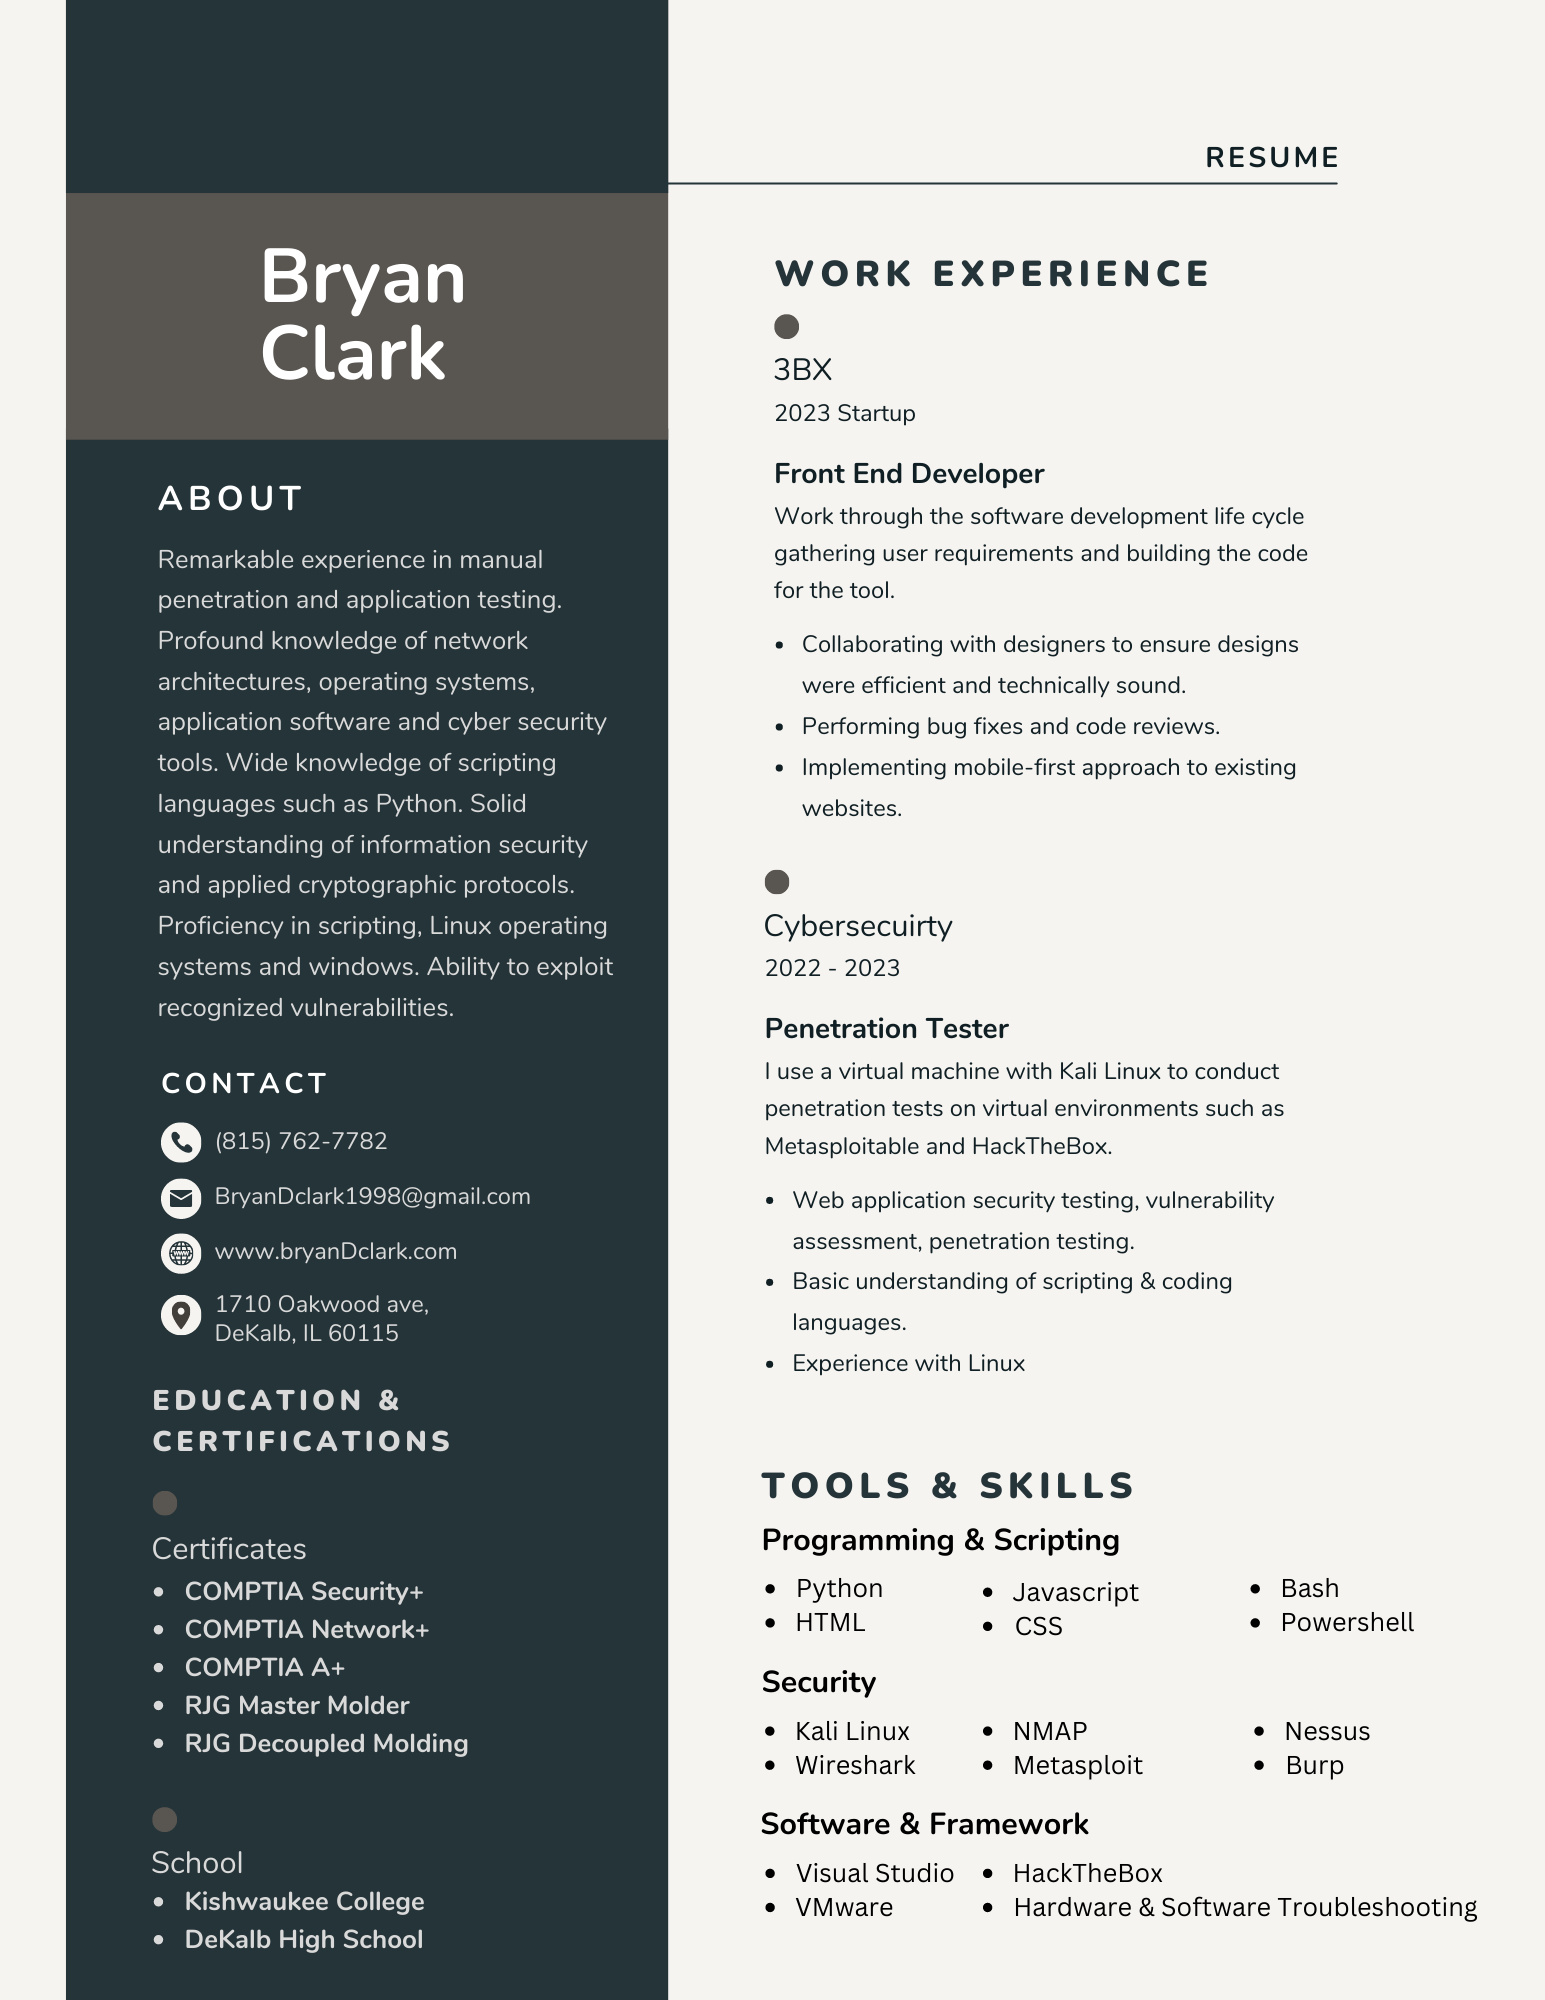 RESUME
Bryan
Clark
ABOUT
Remarkable experience in manual
penetration and application testing.
Profound knowledge of network
architectures, operating systems,
application software and cyber security
tools. Wide knowledge of scripting
languages such as Python. Solid
understanding of information security
and applied cryptographic protocols.
Proficiency in scripting, Linux operating
systems and windows. Ability to exploit
recognized vulnerabilities.
CONTACT
(815) 762-7782
BryanDclark1998@gmail.com
www.bryanDclark.com
1710 Oakwood ave,
DeKalb, IL 60115
EDUCATION &
CERTIFICATIONS
Certificates
• COMPTIA Security+
• COMPTIA Network+
• COMPTIA A+
• RJG Master Molder
• RJG Decoupled Molding
School
• Kishwaukee College
• DeKalb High School
WORK EXPERIENCE
3BX
2023 Startup
Front End Developer
Work through the software development life cycle
gathering user requirements and building the code
for the tool.
• Collaborating with designers to ensure designs
were efficient and technically sound.
• Performing bug fixes and code reviews.
• Implementing mobile-first approach to existing
websites.
Cybersecuirty
2022 - 2023
Penetration Tester
I use a virtual machine with Kali Linux to conduct
penetration tests on virtual environments such as
Metasploitable and HackTheBox.
• Web application security testing, vulnerability
assessment, penetration testing.
• Basic understanding of scripting & coding
languages.
• Experience with Linux
TOOLS & SKILLS
Programming & Scripting
• Python • Javascript • Bash
• HTML • CSS • Powershell
Security
• Kali Linux • NMAP • Nessus
• Wireshark • Metasploit • Burp
Software & Framework
• Visual Studio • HackTheBox
• VMware • Hardware & Software Troubleshooting